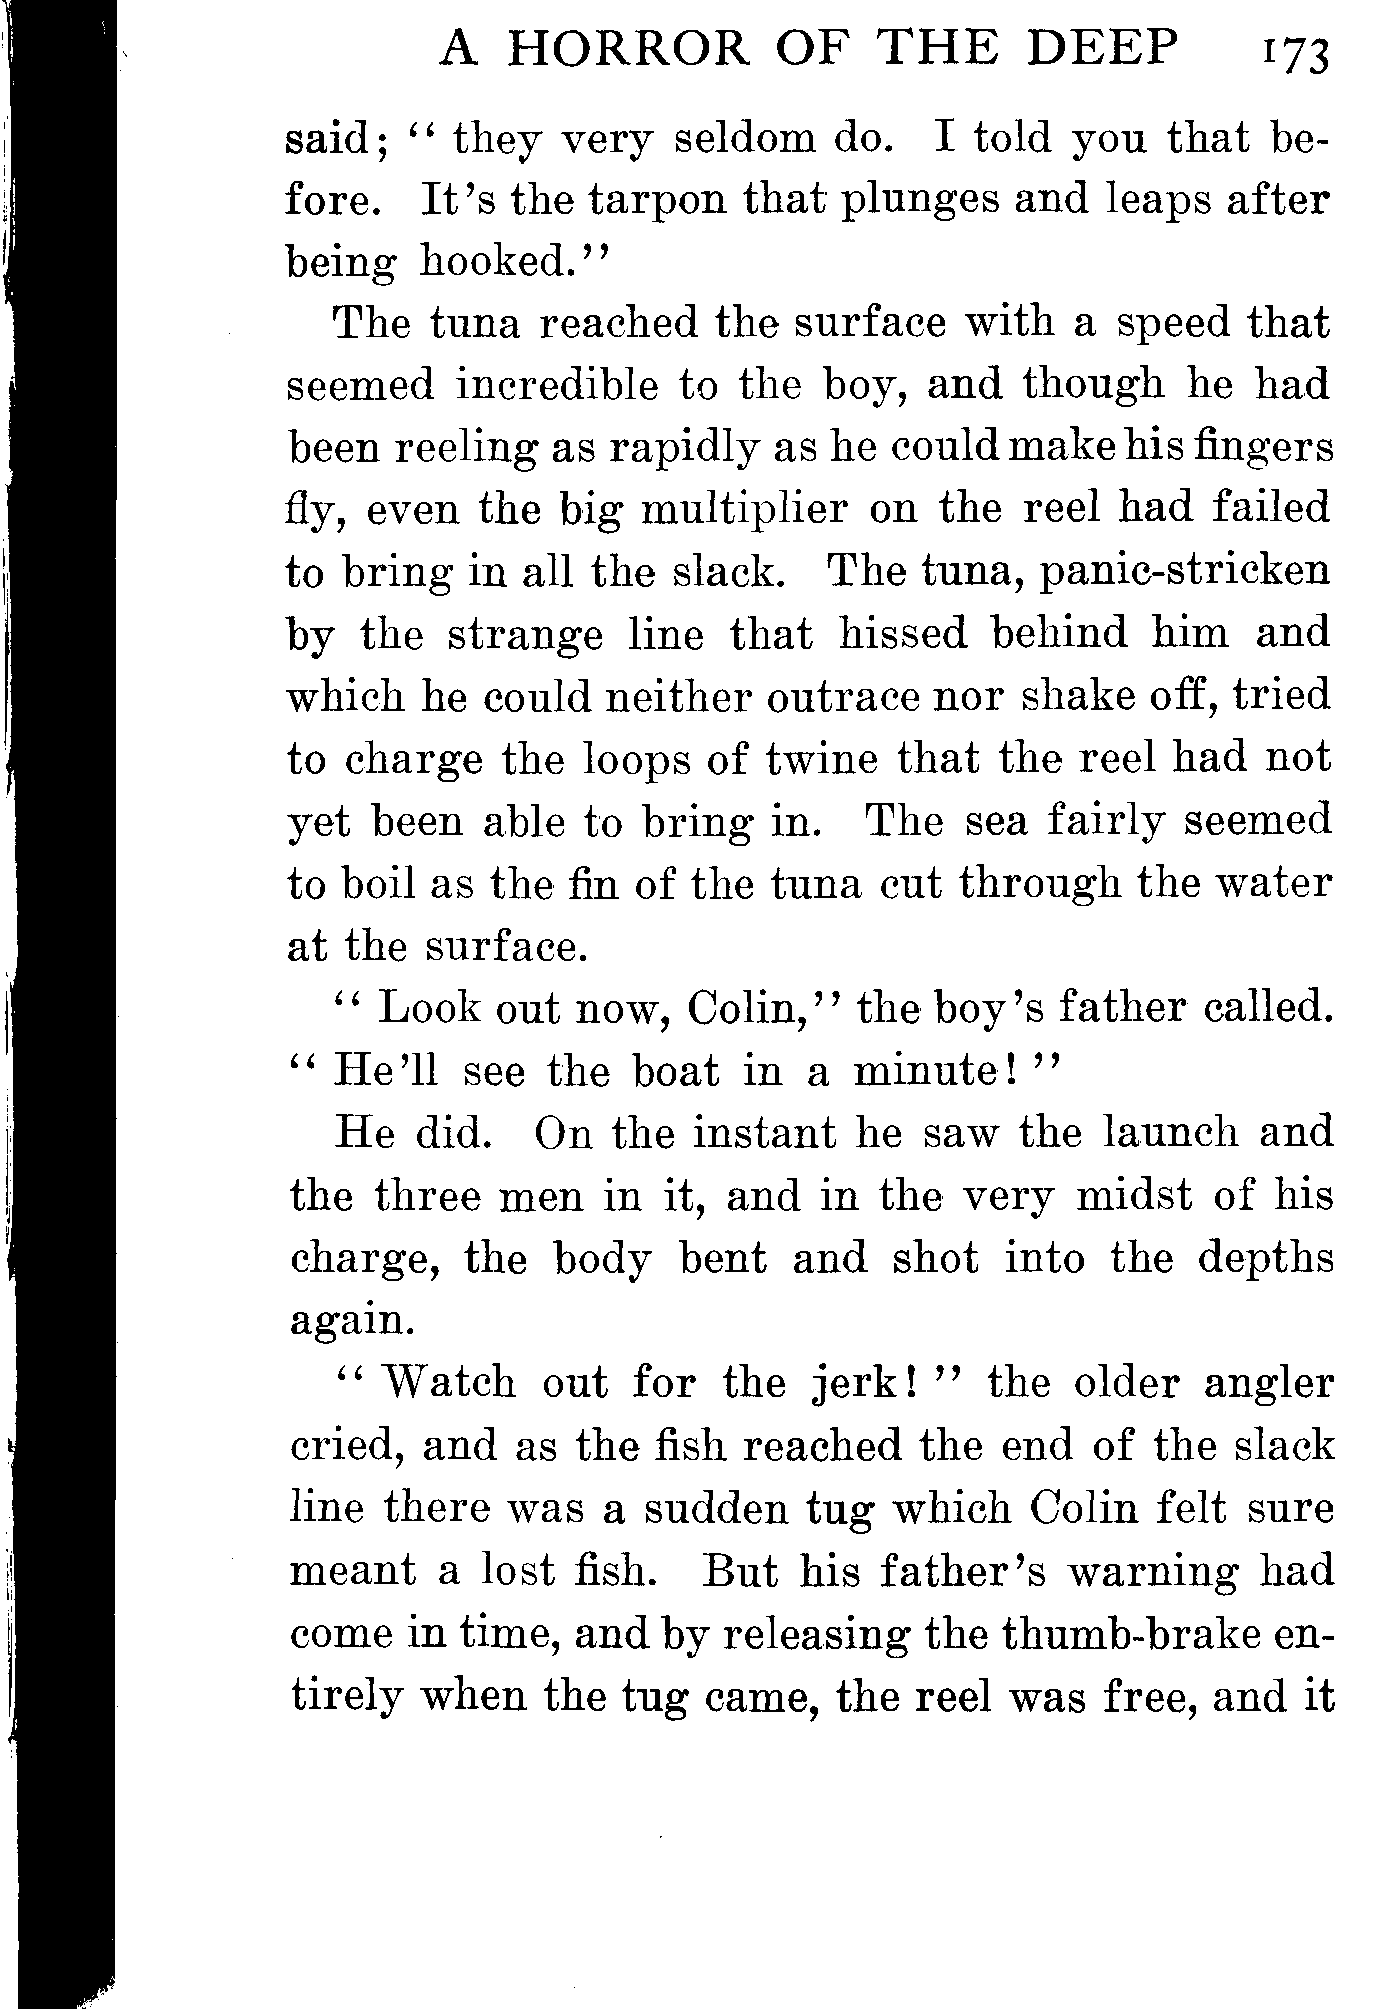 A HORROR OF THE DEEP 173
said; “ they very seldom do. I told you that be-
fore. It’s the tarpon that plunges and leaps after
being hooked.”
The tuna reached the surface with a speed that
seemed incredible to the boy, and though he had
been reeling as rapidly as he could make his fingers
fly, even the big multiplier on the reel had failed
to bring in all the slack. The tuna, panic-stricken
by the strange line that hissed behind him and
which he could neither outrace nor shake off, tried
to charge the loops of twine that the reel had not
yet been able to bring in. The sea fairly seemed
to boil as the fin of the tuna cut through the water
at the surface.
“ Look out now, Colin,” the boy’s father called.
“ He’ll see the boat in a minute! ”
He did. On the instant he saw the launch and
the three men in it, and in the very midst of his
charge, the body bent and shot into the depths
again.
“ Watch out for the jerk! ” the older angler
cried, and as the fish reached the end of the slack
line there was a sudden tug which Colin felt sure
meant a lost fish. But his father’s warning had
come in time, and by releasing the thumb-brake en-
tirely when the tug came, the reel was free, and it